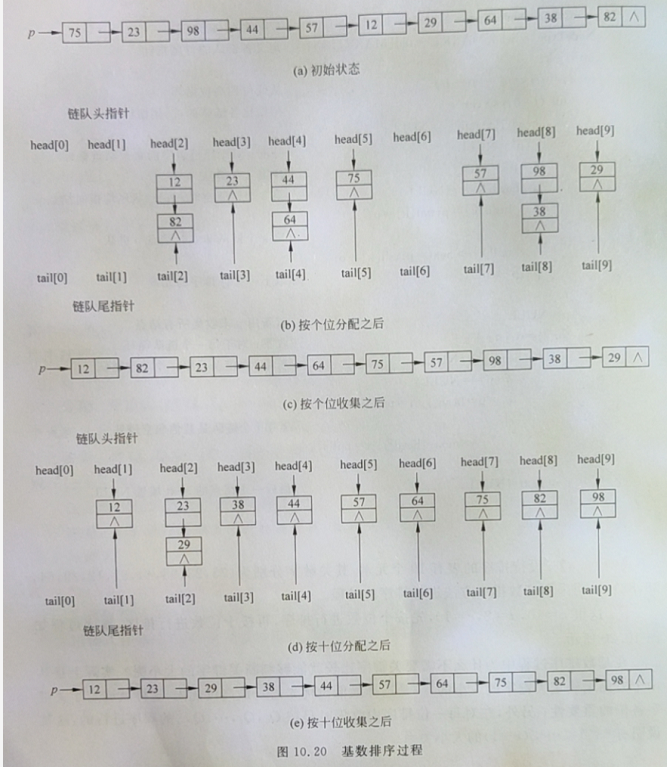 p 75 23 98 44 57 12 29 64 38 82 ∧
(a) 初始状态
链队头指针
head[0] head[1] head[2] head[3] head[4] head[5] head[6] head[7] head[8] head[9]
12 23 ∧ 44 75 ∧ 57 ∧ 98 29 ∧
82 ∧ 64 ∧ 38 ∧
tail[0] tail[1] tail[2] tail[3] tail[4] tail[5] tail[6] tail[7] tail[8] tail[9]
链队尾指针
(b) 按个位分配之后
p 12 82 23 44 64 75 57 98 38 29 ∧
(c) 按个位收集之后
链队头指针
head[0] head[1] head[2] head[3] head[4] head[5] head[6] head[7] head[8] head[9]
12 ∧ 23 38 ∧ 44 ∧ 57 ∧ 64 ∧ 75 ∧ 82 ∧ 98 ∧
29 ∧
tail[0] tail[1] tail[2] tail[3] tail[4] tail[5] tail[6] tail[7] tail[8] tail[9]
链队尾指针
(d) 按十位分配之后
p 12 23 29 38 44 57 64 75 82 98 ∧
(e) 按十位收集之后
图 10.20 基数排序过程